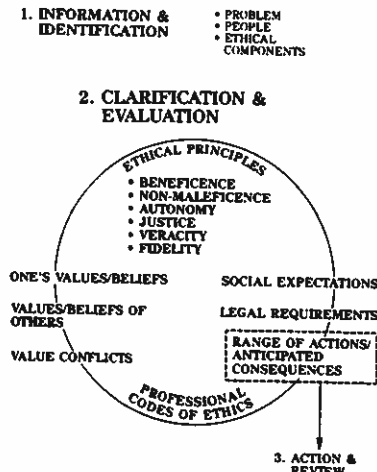 1. INFORMATION &
IDENTIFICATION
• PROBLEM
• PEOPLE
• ETHICAL
COMPONENTS
2. CLARIFICATION &
EVALUATION
ETHICAL PRINCIPLES
• BENEFICENCE
• NON-MALEFICENCE
• AUTONOMY
• JUSTICE
• VERACITY
• FIDELITY
ONE'S VALUES/BELIEFS
VALUES/BELIEFS OF
OTHERS
VALUE CONFLICTS
SOCIAL EXPECTATIONS
LEGAL REQUIREMENTS
RANGE OF ACTIONS/
ANTICIPATED
CONSEQUENCES
PROFESSIONAL
CODES OF ETHICS
3. ACTION &
REVIEW